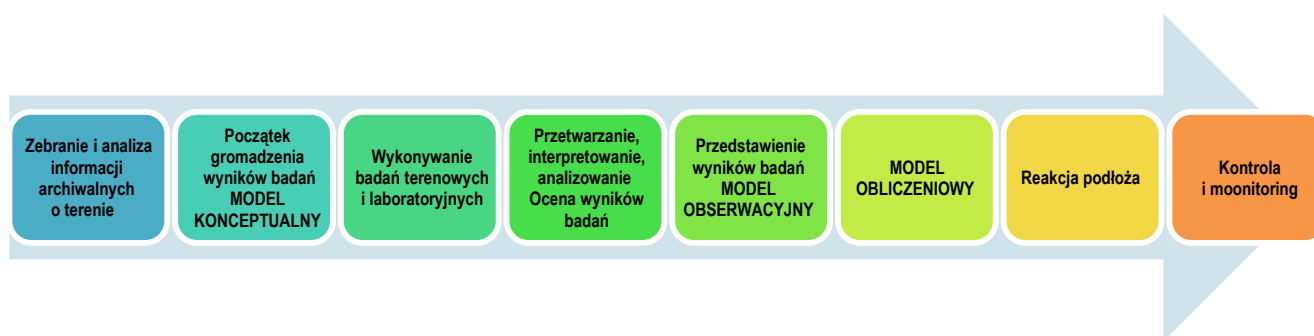 Zebranie i analiza
informacji
archiwalnych
o terenie
Początek
gromadzenia
wyników badań
MODEL
KONCEPTUALNY
Wykonywanie
badań terenowych
i laboratoryjnych
Przetwarzanie,
interpretowanie,
analizowanie
Ocena wyników
badań
Przedstawienie
wyników badań
MODEL
OBSERWACYJNY
MODEL
OBLICZENIOWY
Reakcja podłoża
Kontrola
i moonitoring